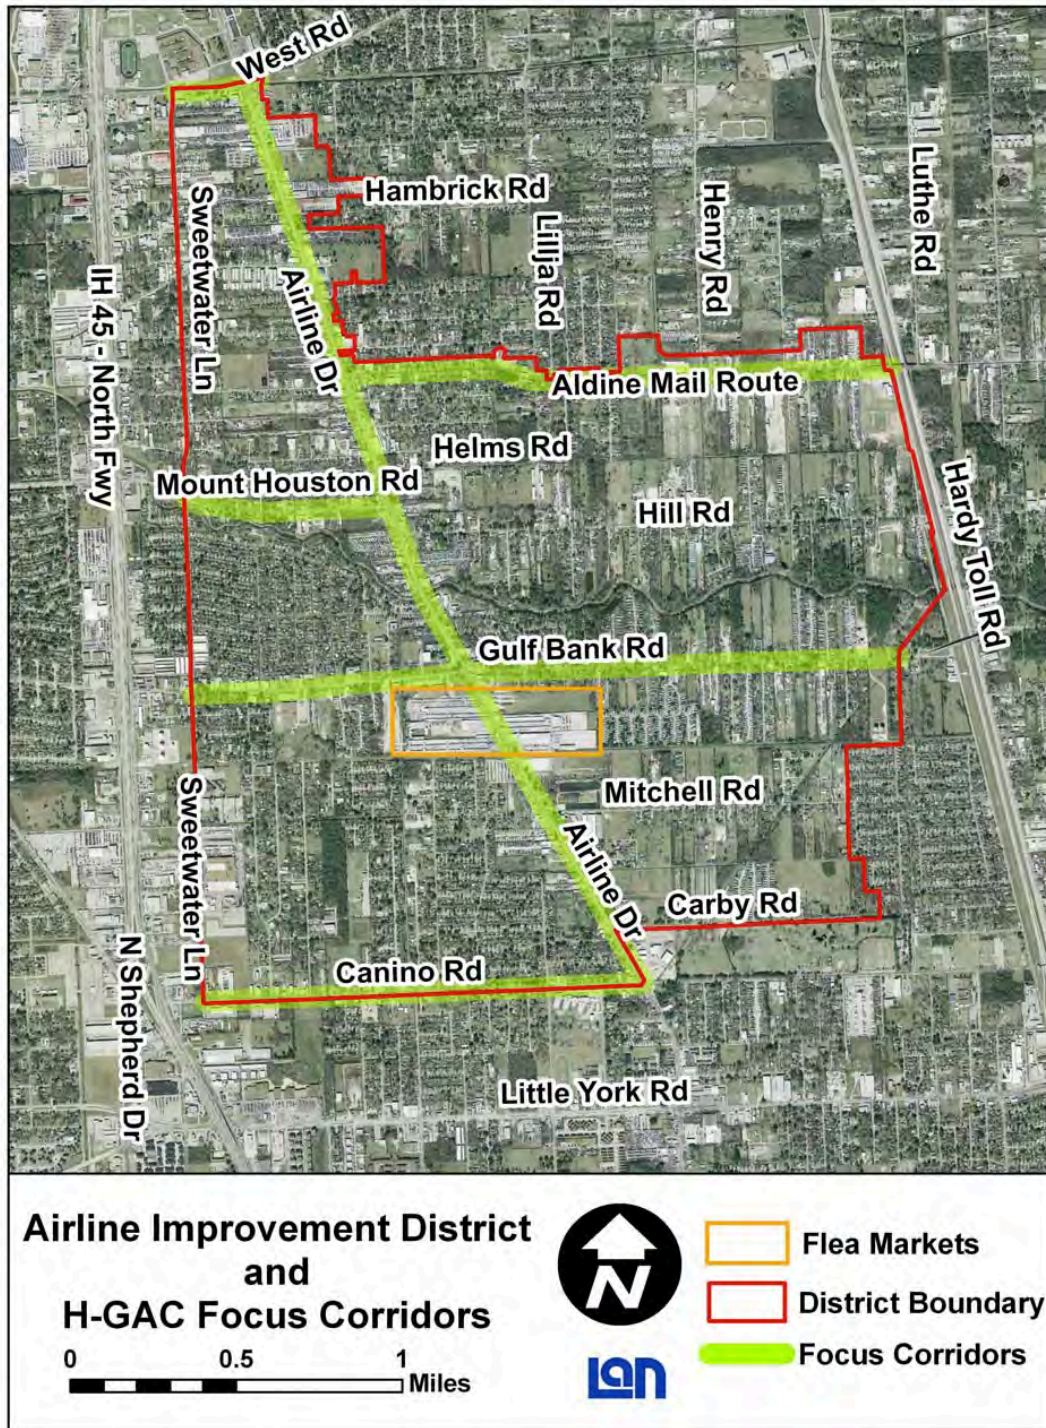 West Rd
Hambrick Rd
Sweetwater Ln
Lillja Rd
Henry Rd
Luthe Rd
IH 45 - North Fwy
Airline Dr
Aldine Mail Route
Helms Rd
Mount Houston Rd
Hill Rd
Hardy Toll Rd
Gulf Bank Rd
Mitchell Rd
Sweetwater Ln
Airline Dr
Carby Rd
N Shepherd Dr
Canino Rd
Little York Rd
Airline Improvement District
and
H-GAC Focus Corridors
0 0.5 1
Miles
N
LAN
Flea Markets
District Boundary
Focus Corridors